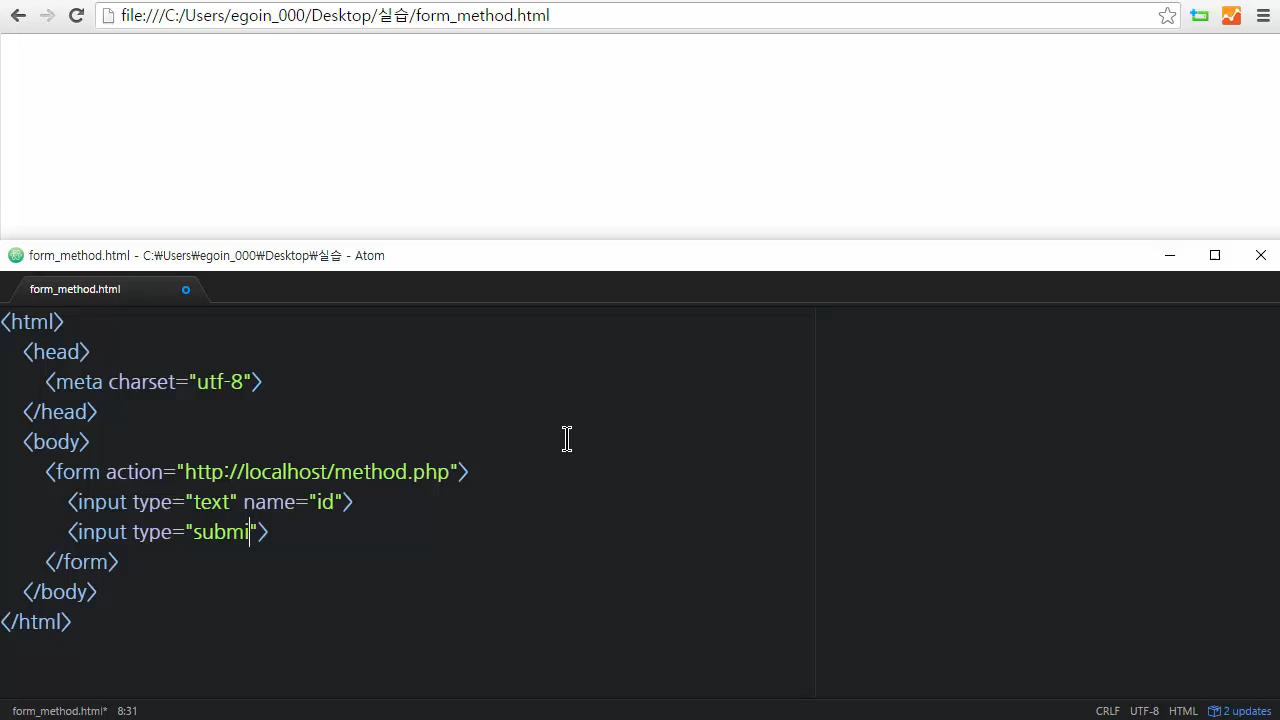 file:///C:/Users/egoin_000/Desktop/실습/form_method.html
form_method.html - C:₩Users₩egoin_000₩Desktop₩실습 - Atom
form_method.html
<html>
<head>
<meta charset="utf-8">
</head>
<body>
<form action="http://localhost/method.php">
<input type="text" name="id">
<input type="submi">
</form>
</body>
</html>
form_method.html* 8:31 CRLF UTF-8 HTML 2 updates